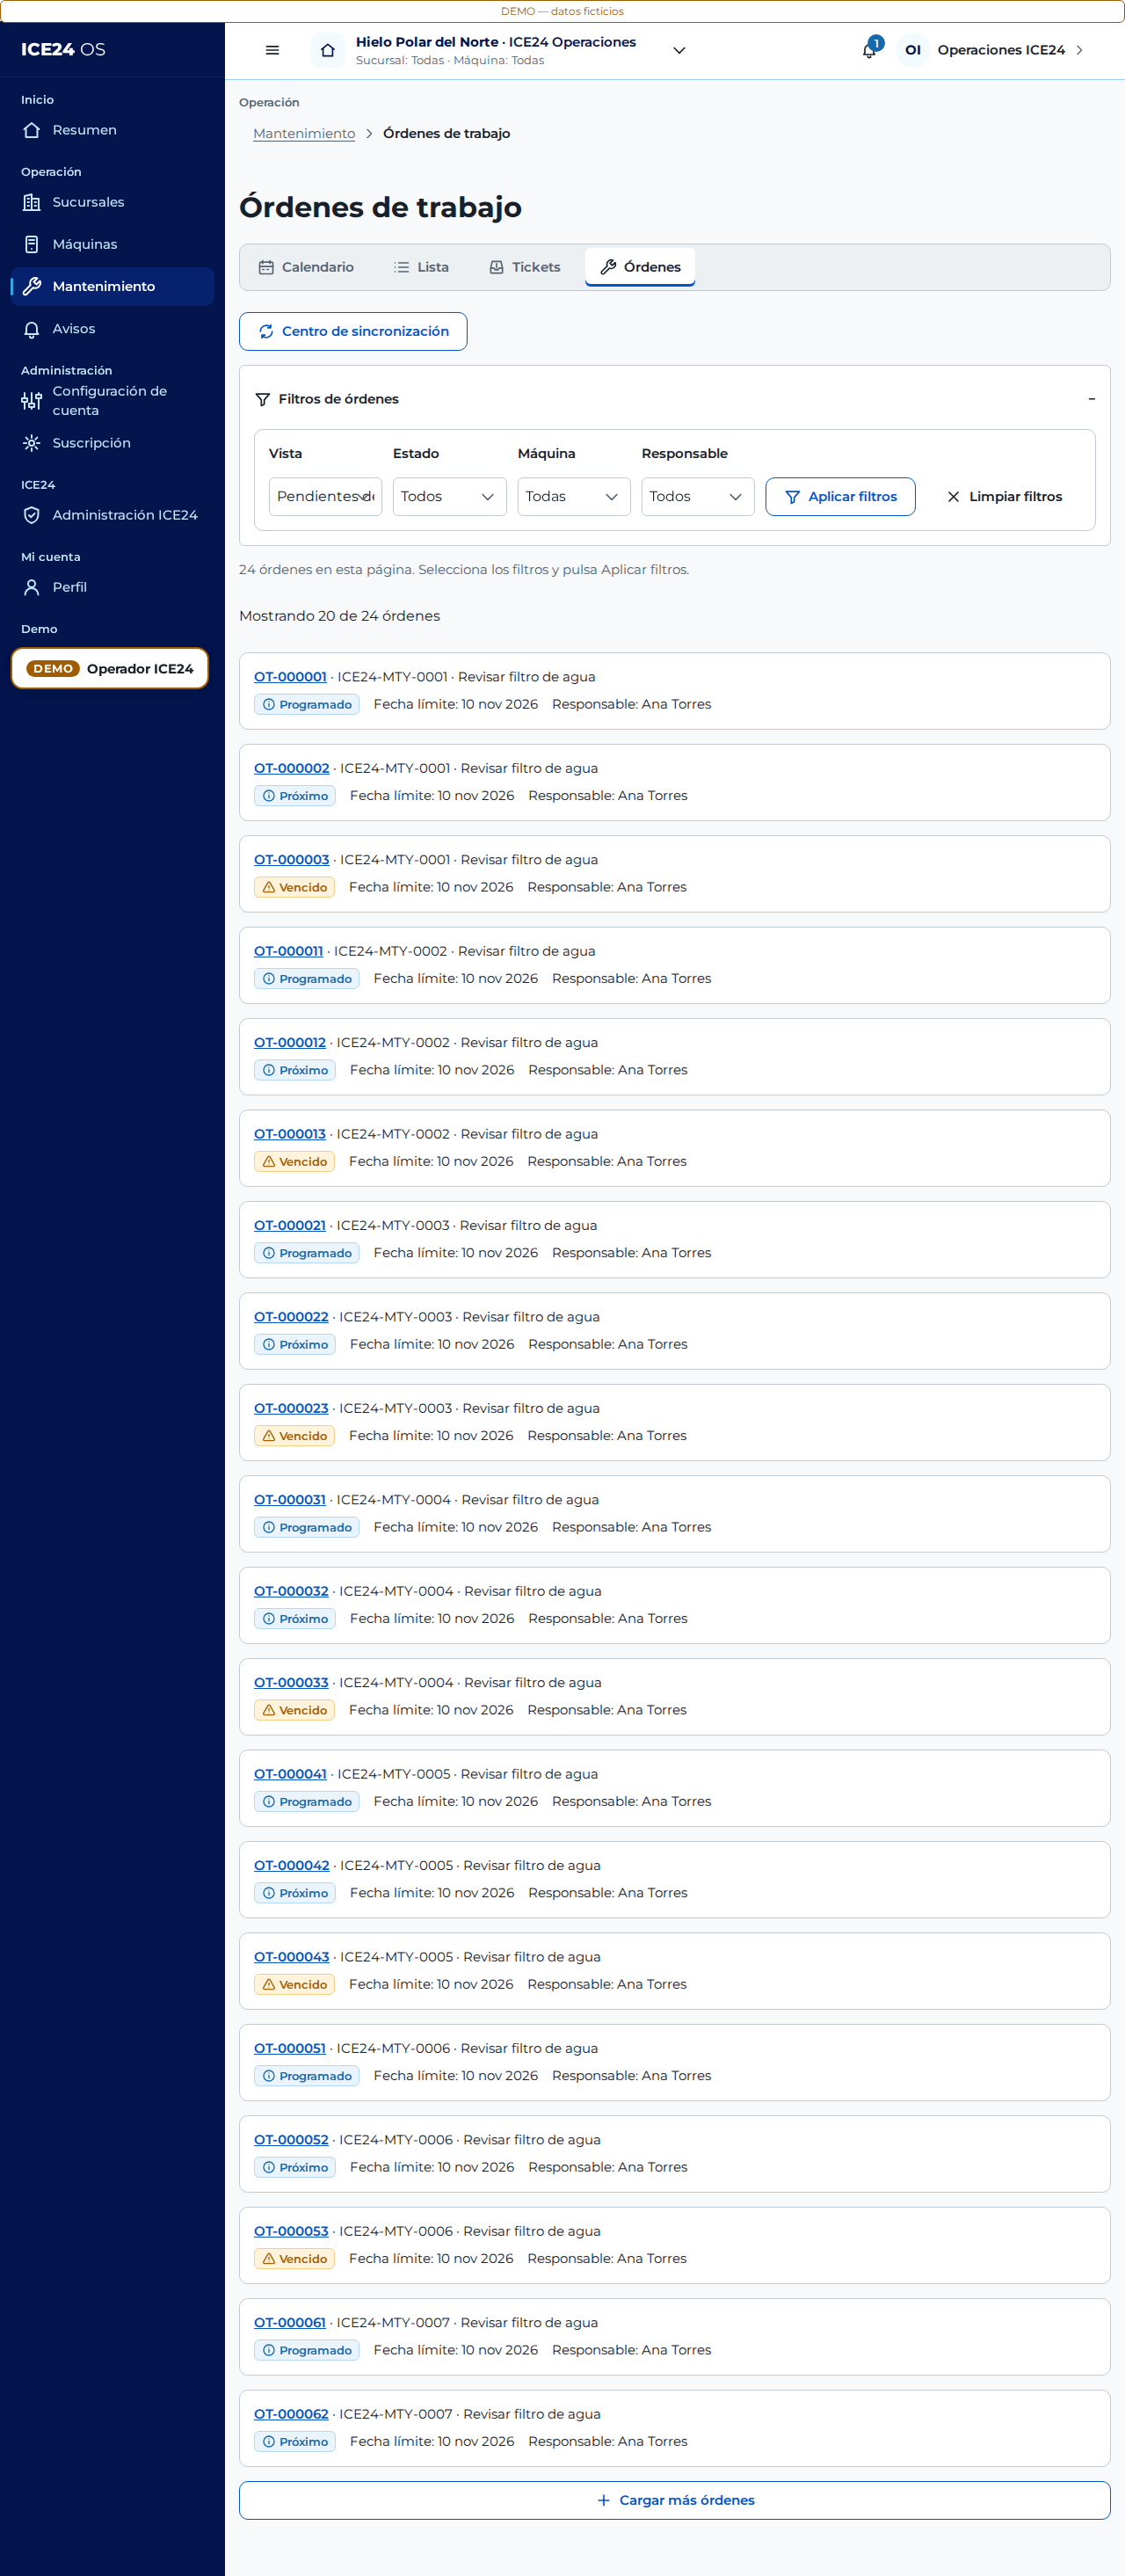 DEMO — datos ficticios
ICE24 OS
Hielo Polar del Norte · ICE24 Operaciones
Sucursal: Todas · Máquina: Todas
1
OI
Operaciones ICE24
Inicio
Resumen
Operación
Sucursales
Máquinas
Mantenimiento
Avisos
Administración
Configuración de
cuenta
Suscripción
ICE24
Administración ICE24
Mi cuenta
Perfil
Demo
DEMO Operador ICE24
Operación
Mantenimiento > Órdenes de trabajo
Órdenes de trabajo
Calendario Lista Tickets Órdenes
Centro de sincronización
Filtros de órdenes −
Vista Estado Máquina Responsable
Pendientes de Todos Todas Todos Aplicar filtros Limpiar filtros
24 órdenes en esta página. Selecciona los filtros y pulsa Aplicar filtros.
Mostrando 20 de 24 órdenes
OT-000001 · ICE24-MTY-0001 · Revisar filtro de agua
Programado Fecha límite: 10 nov 2026 Responsable: Ana Torres
OT-000002 · ICE24-MTY-0001 · Revisar filtro de agua
Próximo Fecha límite: 10 nov 2026 Responsable: Ana Torres
OT-000003 · ICE24-MTY-0001 · Revisar filtro de agua
Vencido Fecha límite: 10 nov 2026 Responsable: Ana Torres
OT-000011 · ICE24-MTY-0002 · Revisar filtro de agua
Programado Fecha límite: 10 nov 2026 Responsable: Ana Torres
OT-000012 · ICE24-MTY-0002 · Revisar filtro de agua
Próximo Fecha límite: 10 nov 2026 Responsable: Ana Torres
OT-000013 · ICE24-MTY-0002 · Revisar filtro de agua
Vencido Fecha límite: 10 nov 2026 Responsable: Ana Torres
OT-000021 · ICE24-MTY-0003 · Revisar filtro de agua
Programado Fecha límite: 10 nov 2026 Responsable: Ana Torres
OT-000022 · ICE24-MTY-0003 · Revisar filtro de agua
Próximo Fecha límite: 10 nov 2026 Responsable: Ana Torres
OT-000023 · ICE24-MTY-0003 · Revisar filtro de agua
Vencido Fecha límite: 10 nov 2026 Responsable: Ana Torres
OT-000031 · ICE24-MTY-0004 · Revisar filtro de agua
Programado Fecha límite: 10 nov 2026 Responsable: Ana Torres
OT-000032 · ICE24-MTY-0004 · Revisar filtro de agua
Próximo Fecha límite: 10 nov 2026 Responsable: Ana Torres
OT-000033 · ICE24-MTY-0004 · Revisar filtro de agua
Vencido Fecha límite: 10 nov 2026 Responsable: Ana Torres
OT-000041 · ICE24-MTY-0005 · Revisar filtro de agua
Programado Fecha límite: 10 nov 2026 Responsable: Ana Torres
OT-000042 · ICE24-MTY-0005 · Revisar filtro de agua
Próximo Fecha límite: 10 nov 2026 Responsable: Ana Torres
OT-000043 · ICE24-MTY-0005 · Revisar filtro de agua
Vencido Fecha límite: 10 nov 2026 Responsable: Ana Torres
OT-000051 · ICE24-MTY-0006 · Revisar filtro de agua
Programado Fecha límite: 10 nov 2026 Responsable: Ana Torres
OT-000052 · ICE24-MTY-0006 · Revisar filtro de agua
Próximo Fecha límite: 10 nov 2026 Responsable: Ana Torres
OT-000053 · ICE24-MTY-0006 · Revisar filtro de agua
Vencido Fecha límite: 10 nov 2026 Responsable: Ana Torres
OT-000061 · ICE24-MTY-0007 · Revisar filtro de agua
Programado Fecha límite: 10 nov 2026 Responsable: Ana Torres
OT-000062 · ICE24-MTY-0007 · Revisar filtro de agua
Próximo Fecha límite: 10 nov 2026 Responsable: Ana Torres
Cargar más órdenes